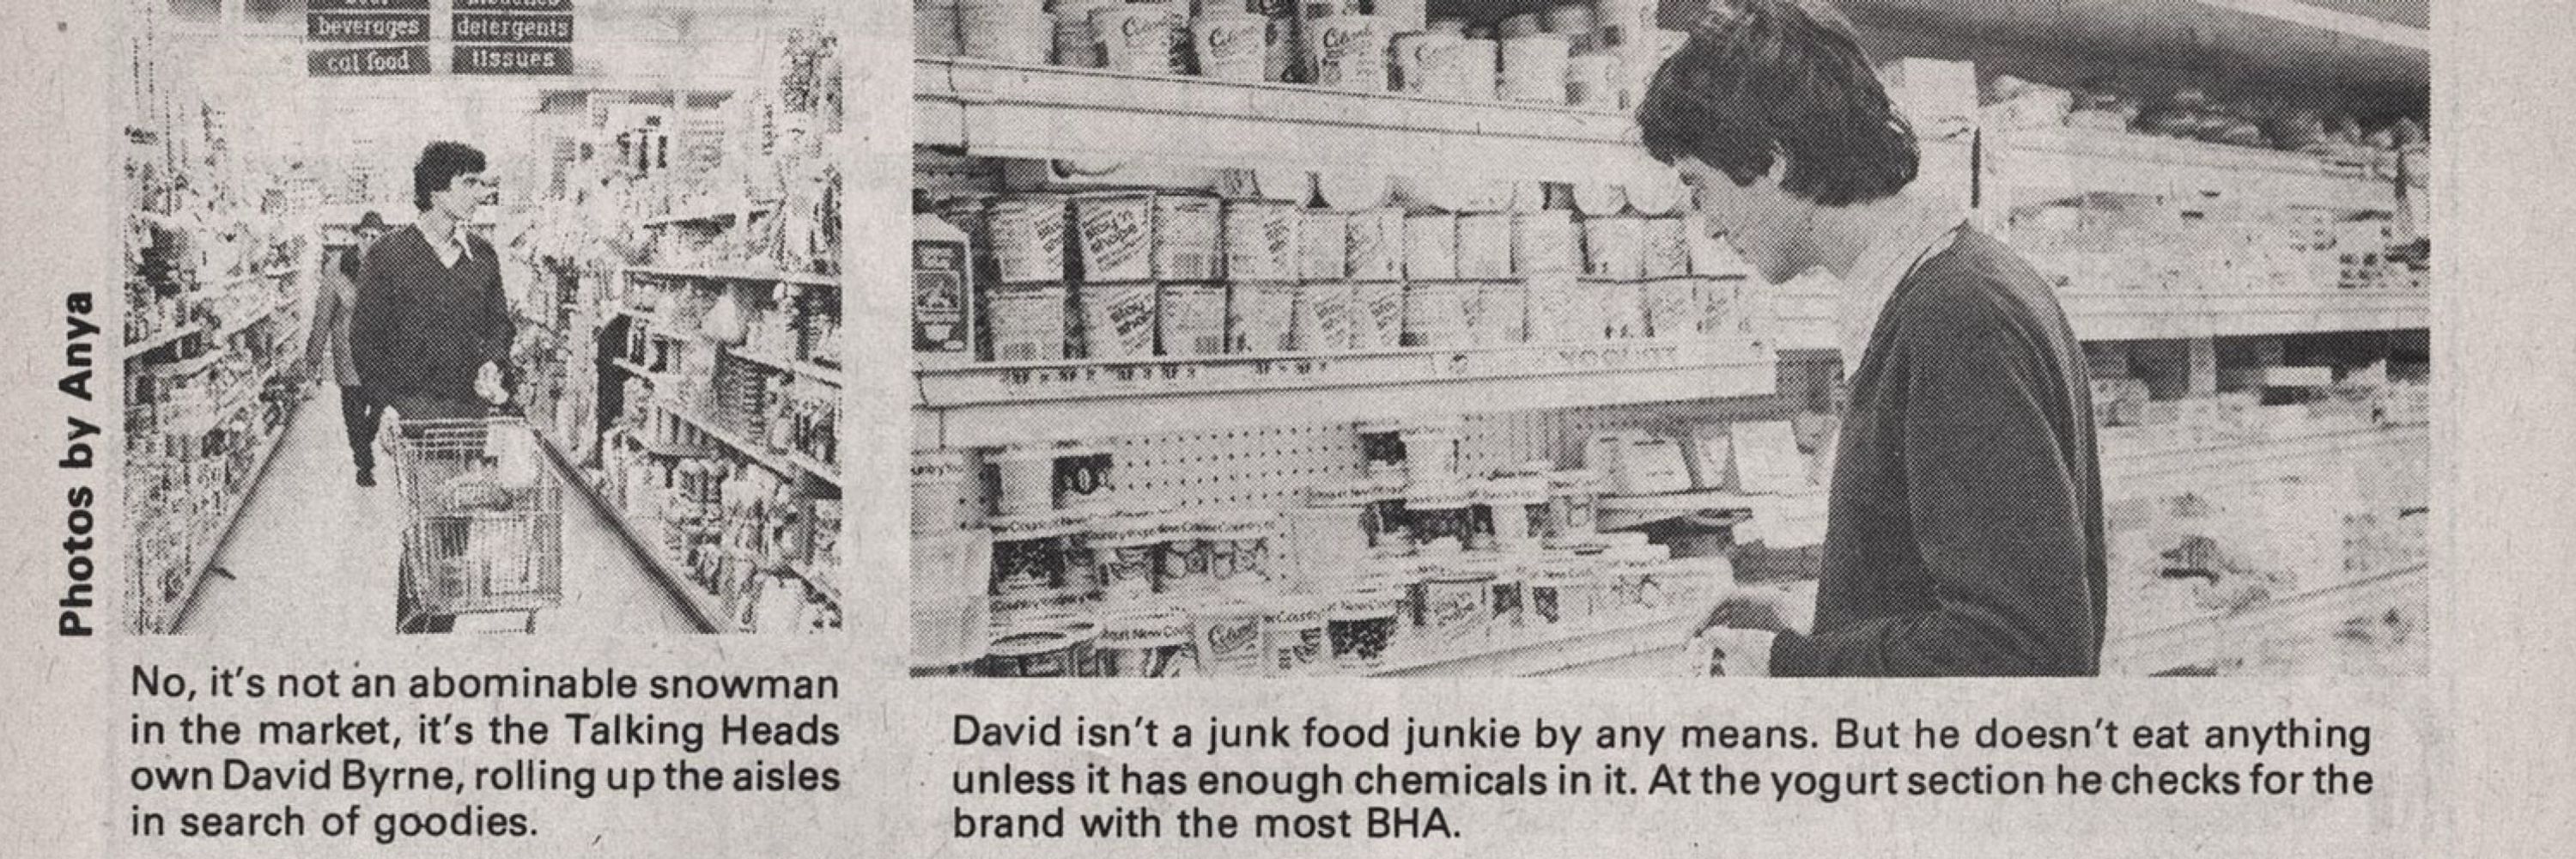 beverages
cat food
detergents
tissues
Photos by Anya
YOGURT
No, it's not an abominable snowman
in the market, it's the Talking Heads
own David Byrne, rolling up the aisles
in search of goodies.
David isn't a junk food junkie by any means. But he doesn't eat anything
unless it has enough chemicals in it. At the yogurt section he checks for the
brand with the most BHA.